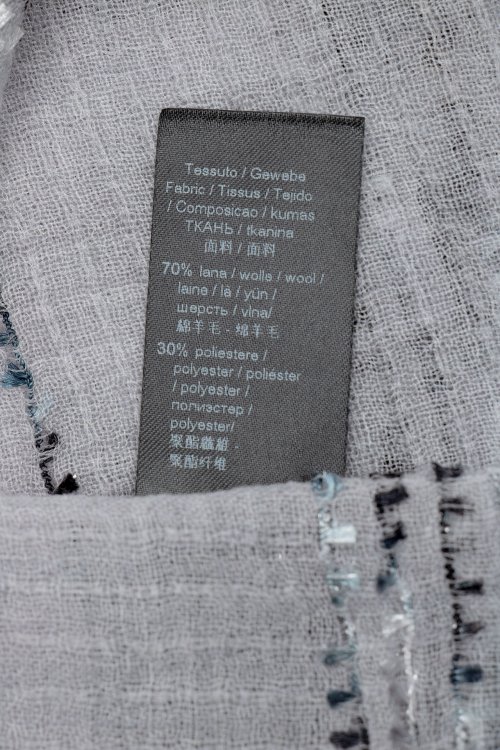 Tessuto / Gewebe
Fabric / Tissus / Tejido
/ Composicao / kumas
ТКАНЬ / tkanina
面料 / 面料
70% lana / wolle / wool /
laine / lã / yün /
шерсть / vlna/
綿羊毛 - 绵羊毛
30% poliestere /
polyester / poliéster
/ polyester /
полиэстер /
polyester/
聚酯纖維 -
聚酯纤维